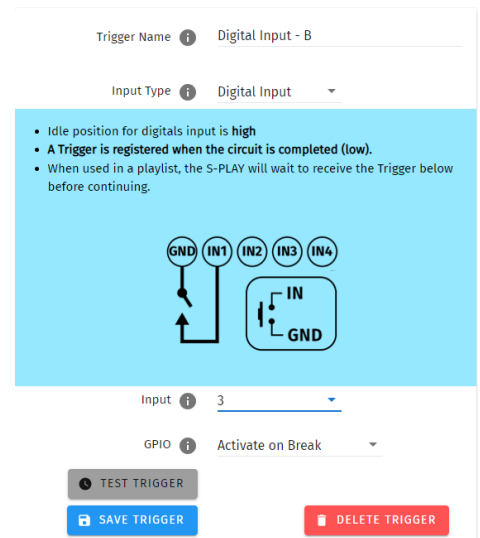 Trigger Name i Digital Input - B
Input Type i Digital Input
• Idle position for digitals input is high
• A Trigger is registered when the circuit is completed (low).
• When used in a playlist, the S-PLAY will wait to receive the Trigger below
before continuing.
GND IN1 IN2 IN3 IN4
IN
GND
Input i 3
GPIO i Activate on Break
TEST TRIGGER
SAVE TRIGGER DELETE TRIGGER